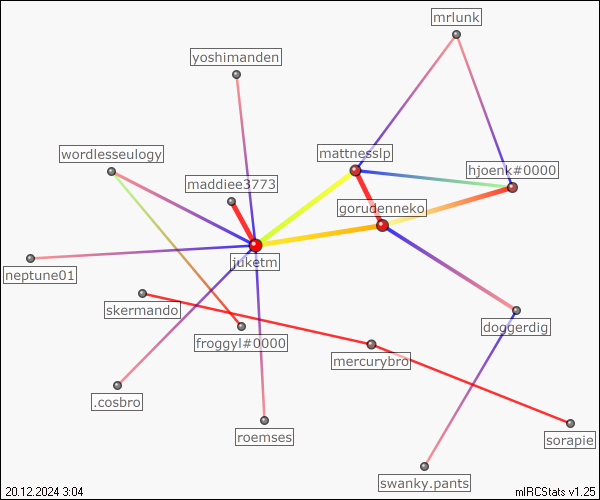 mrlunk
yoshimanden
wordlesseulogy
mattnesslp
hjoenk#0000
maddiee3773
gorudenneko
juketm
neptune01
skermando
doggerdig
froggyl#0000
mercurybro
.cosbro
roemses
sorapie
swanky.pants
20.12.2024 3:04
mIRCStats v1.25